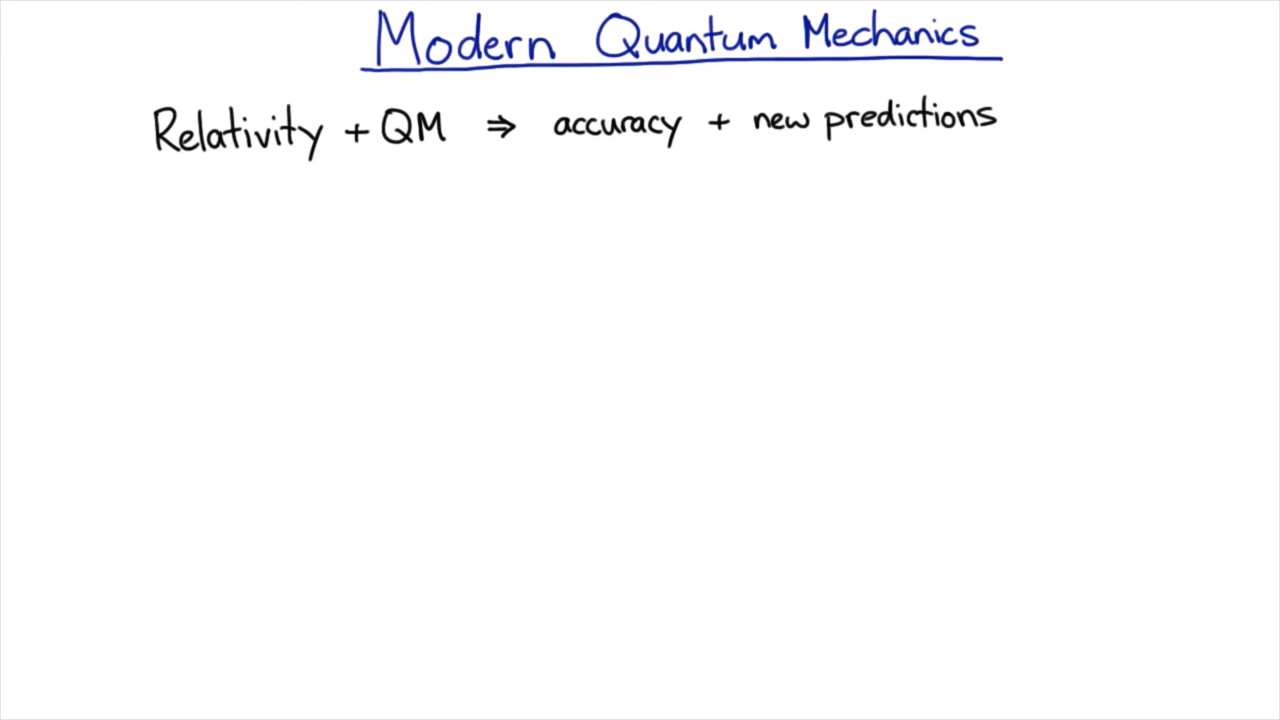 Modern Quantum Mechanics
Relativity + QM ⇒ accuracy + new predictions